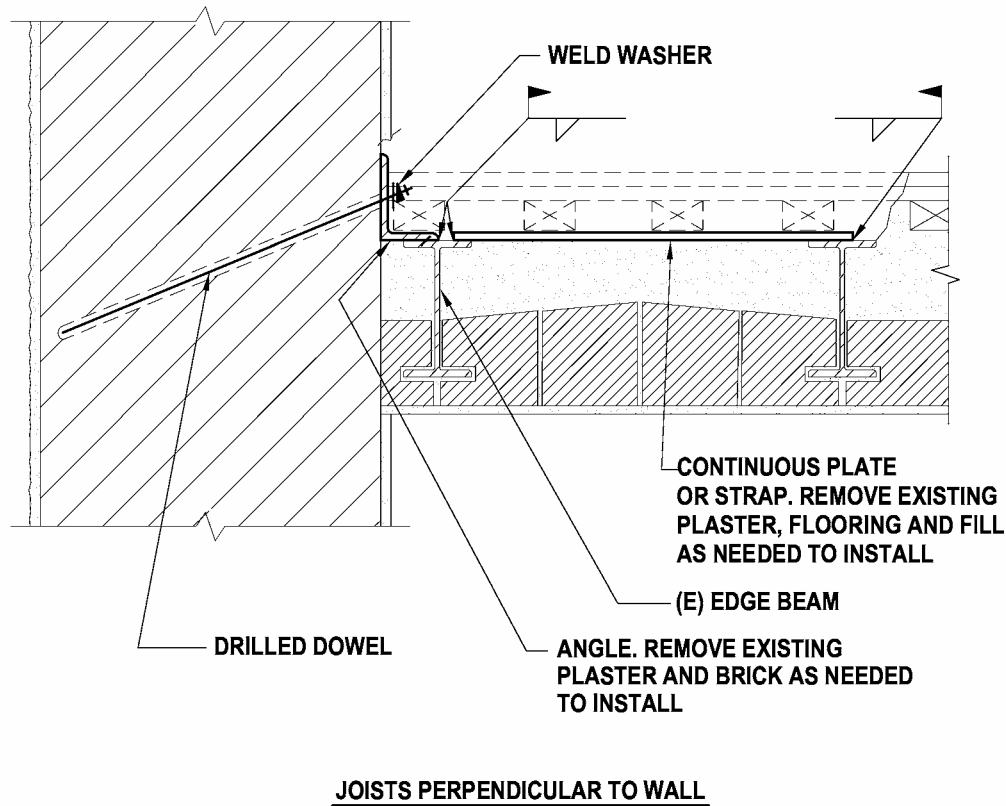 WELD WASHER
CONTINUOUS PLATE
OR STRAP. REMOVE EXISTING
PLASTER, FLOORING AND FILL
AS NEEDED TO INSTALL
(E) EDGE BEAM
DRILLED DOWEL
ANGLE. REMOVE EXISTING
PLASTER AND BRICK AS NEEDED
TO INSTALL
JOISTS PERPENDICULAR TO WALL